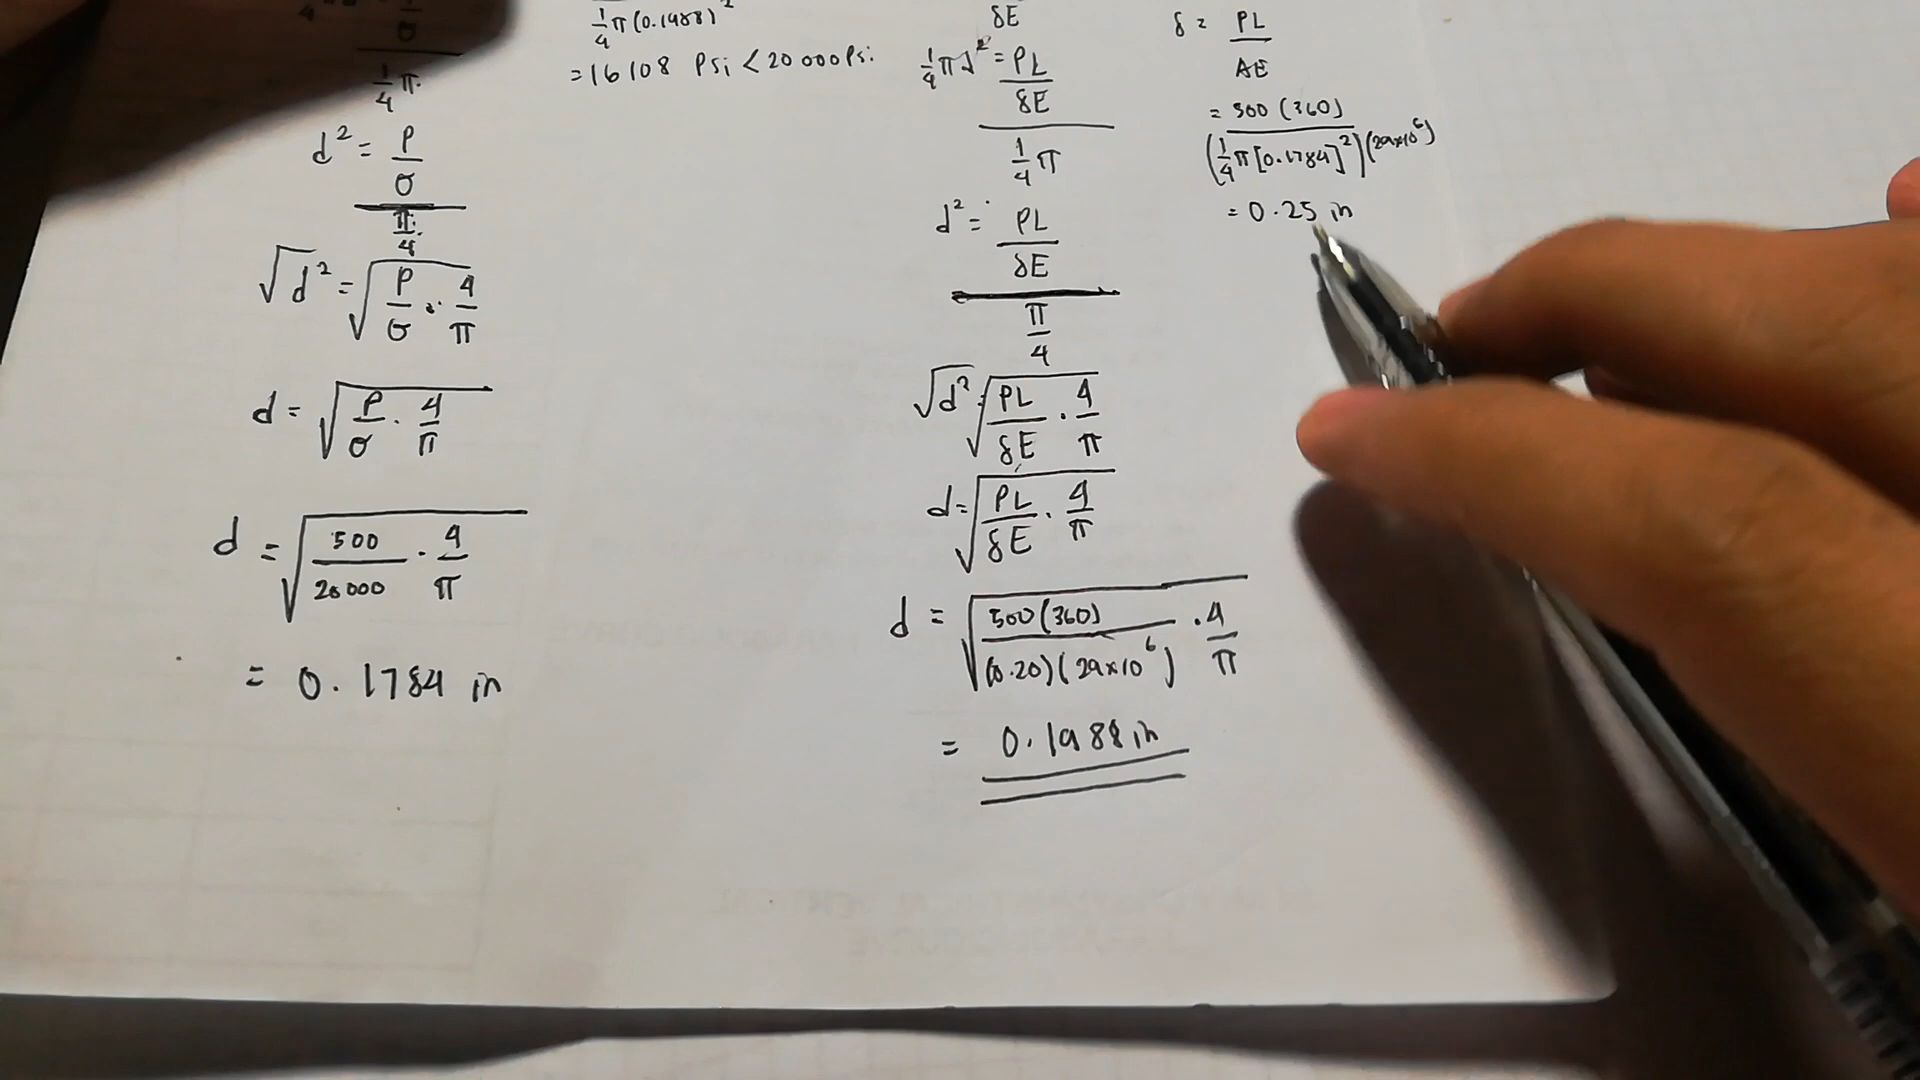 1/4 π
d² = P/σ / π/4
√d² = √(P/σ · 4/π)
d = √(P/σ · 4/π)
d = √(500/20000 · 4/π)
= 0.1784 in
1/4 π (0.1988)²
= 16108 Psi < 20000 Psi
δE
1/4 π d² = PL/δE / 1/4 π
d² = PL/δE / π/4
√d² = √(PL/δE · 4/π)
d = √(PL/δE · 4/π)
d = √(500(360)/(0.20)(29×10⁶) · 4/π)
= 0.1988 in
δ = PL/AE
= 500 (360)/(1/4 π [0.1784]²)(29×10⁶)
= 0.25 in